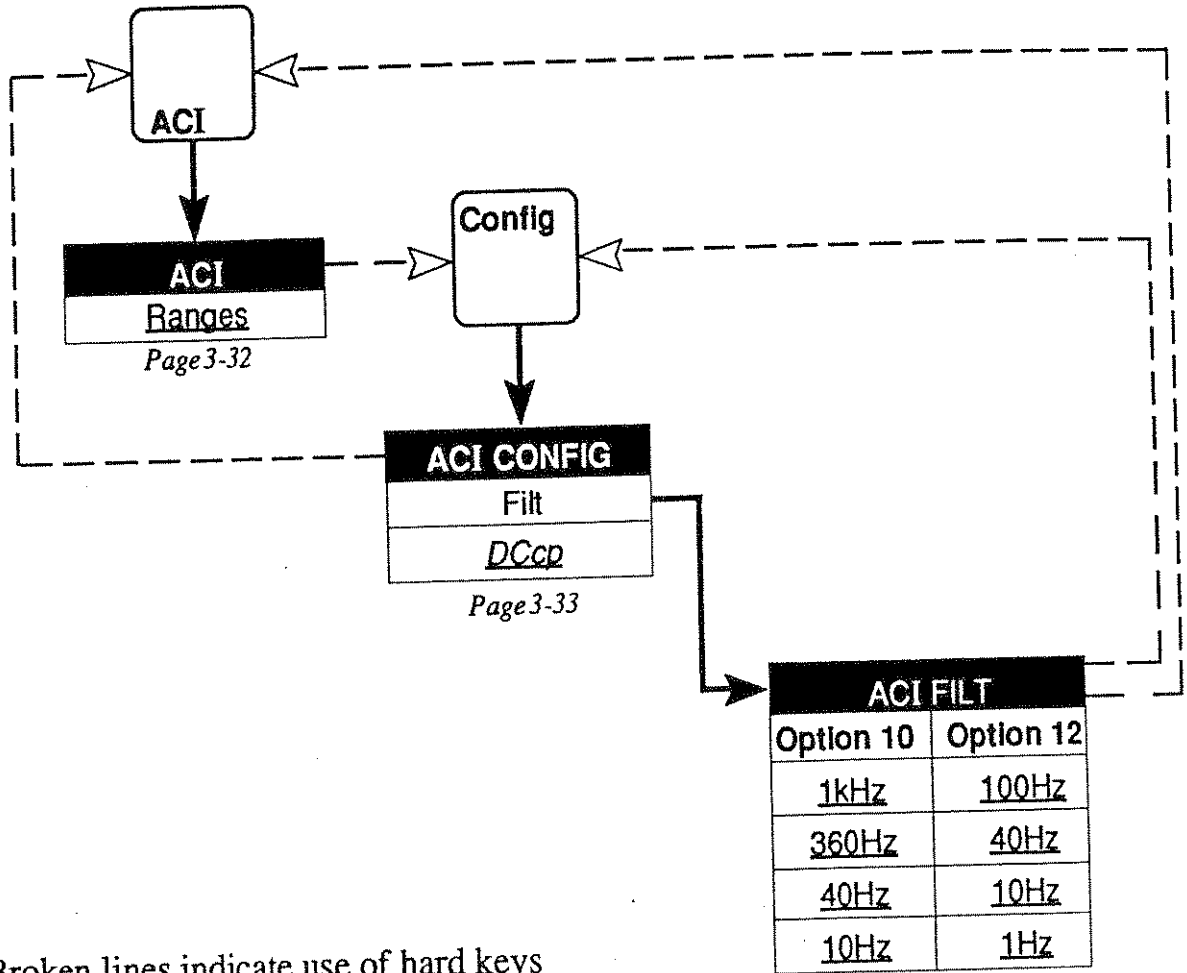 ACI
Config
ACI
Ranges
Page 3-32
ACI CONFIG
Filt
DCcp
Page 3-33
ACI FILT
Option 10 Option 12
1kHz 100Hz
360Hz 40Hz
40Hz 10Hz
10Hz 1Hz
Broken lines indicate use of hard keys